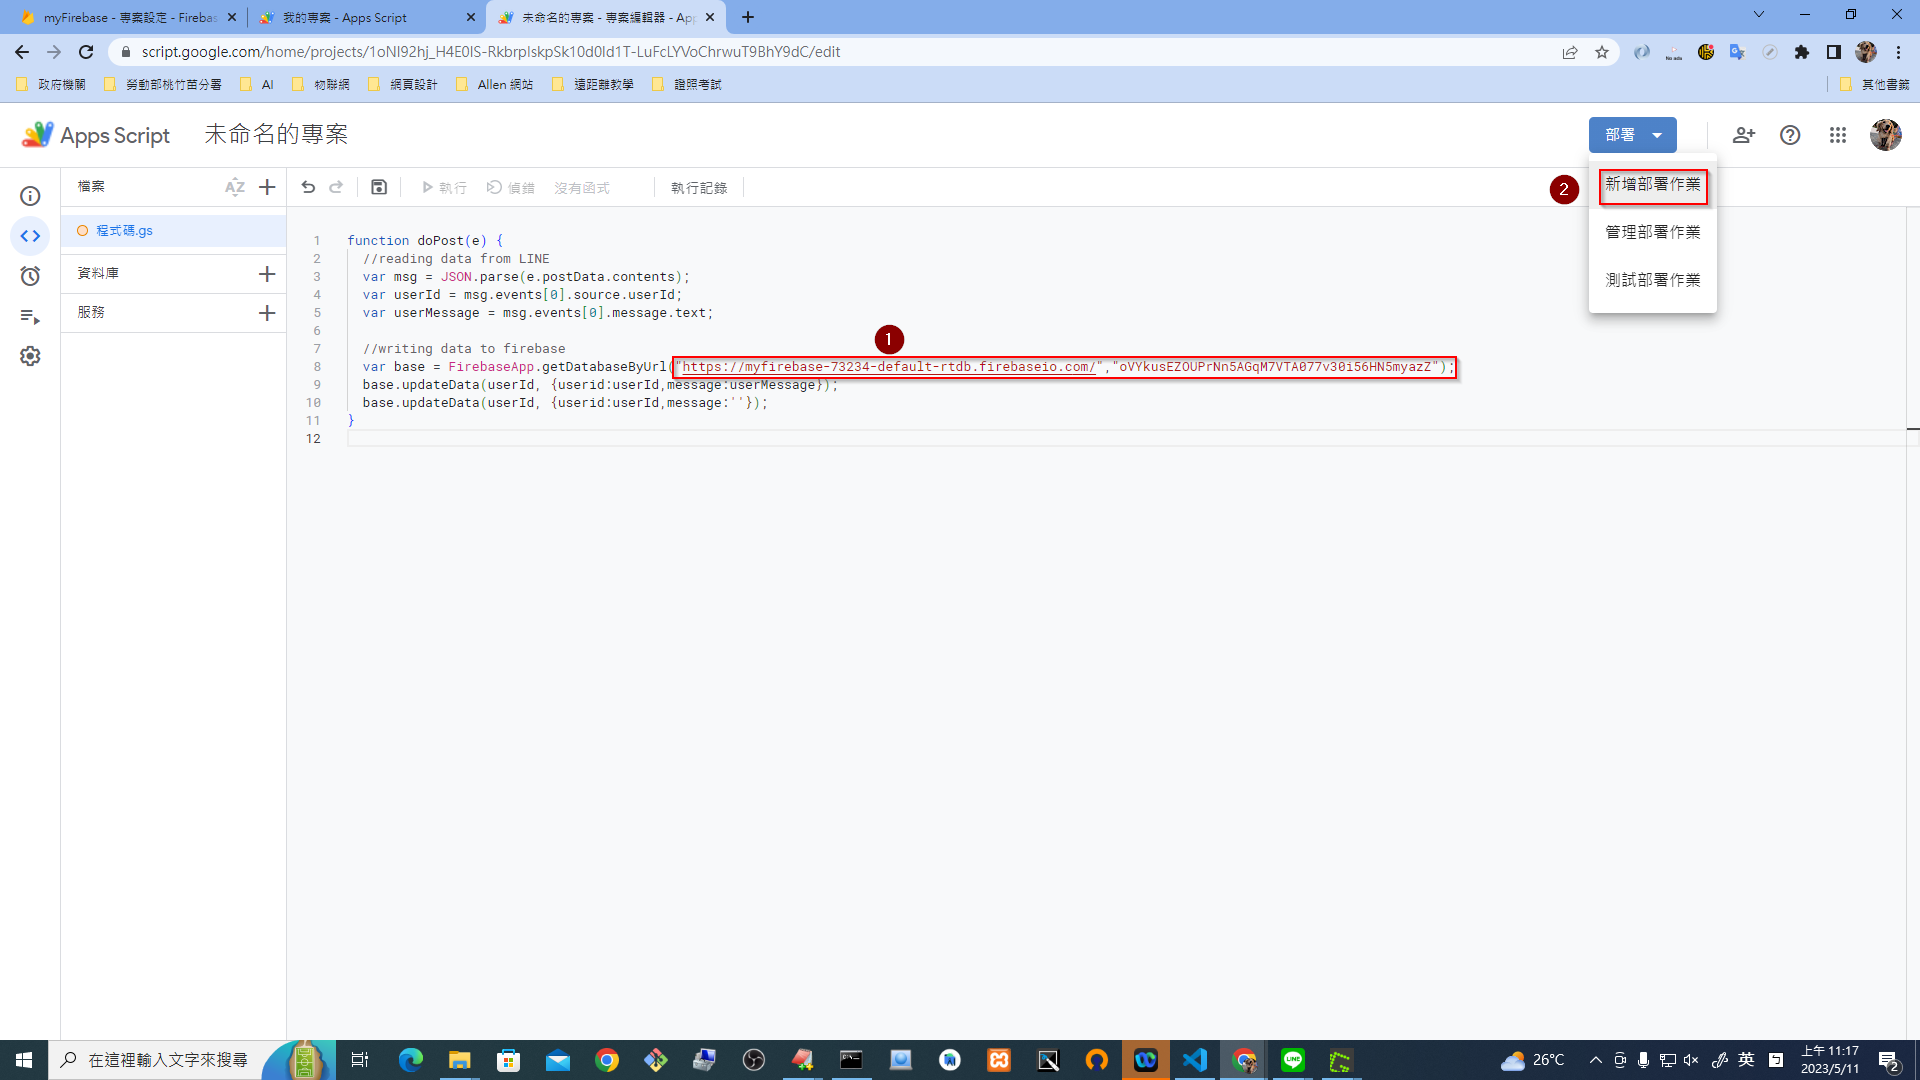 myFirebase - 專案設定 - Fireba
我的專案 - Apps Script
未命名的專案 - 專案編輯器 - Ap
script.google.com/home/projects/1oNI92hj_H4E0IS-RkbrpIskpSk10d0Id1T-LuFcLYVoChrwuT9BhY9dC/edit
政府機關 勞動部桃竹苗分署 AI 物聯網 網頁設計 Allen 網站 遠距離教學 證照考試 其他書籤
Apps Script 未命名的專案 部署
檔案 AZ 執行 偵錯 沒有函式 執行記錄
2 新增部署作業
管理部署作業
測試部署作業
程式碼.gs
資料庫
服務
1 function doPost(e) {
2 //reading data from LINE
3 var msg = JSON.parse(e.postData.contents);
4 var userId = msg.events[0].source.userId;
5 var userMessage = msg.events[0].message.text;
6
1
7 //writing data to firebase
8 var base = FirebaseApp.getDatabaseByUrl("https://myfirebase-73234-default-rtdb.firebaseio.com/","oVYkusEZOUPrNn5AGqM7VTA077v30i56HN5myazZ");
9 base.updateData(userId, {userid:userId,message:userMessage});
10 base.updateData(userId, {userid:userId,message:''});
11 }
12
在這裡輸入文字來搜尋
26°C 英
上午 11:17
2023/5/11
2